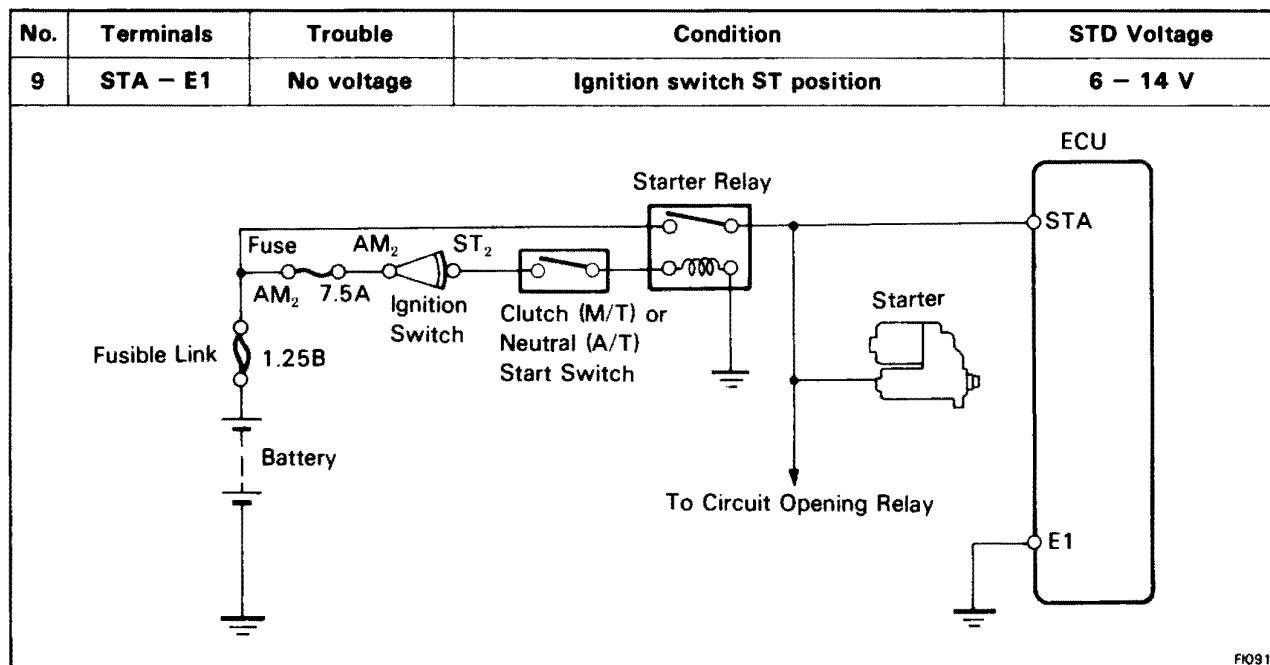 No. Terminals Trouble Condition STD Voltage
9 STA – E1 No voltage Ignition switch ST position 6 – 14 V
ECU
Starter Relay
STA
Fuse AM₂ ST₂
AM₂ 7.5A Ignition
Switch
Clutch (M/T) or
Neutral (A/T)
Start Switch
Starter
Fusible Link 1.25B
Battery
To Circuit Opening Relay
E1
FI091